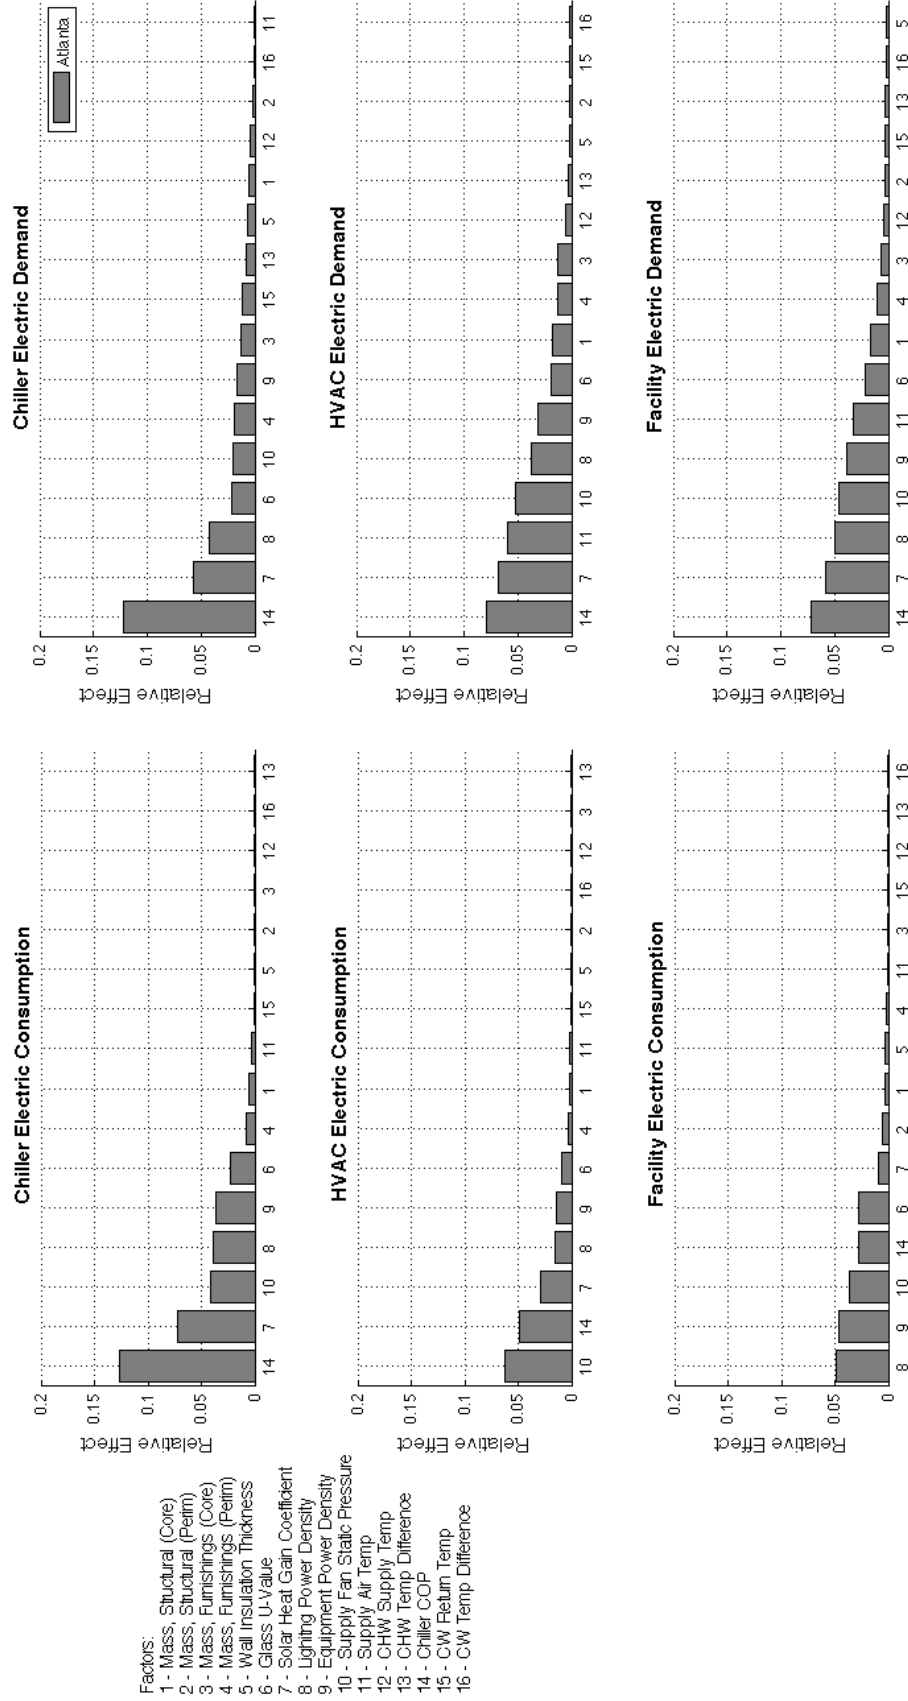 Factors:
1 - Mass, Structural (Core)
2 - Mass, Structural (Perim)
3 - Mass, Furnishings (Core)
4 - Mass, Furnishings (Perim)
5 - Wall Insulation Thickness
6 - Glass U-Value
7 - Solar Heat Gain Coefficient
8 - Lighitng Power Density
9 - Equipment Power Density
10 - Supply Fan Static Pressure
11 - Supply Air Temp
12 - CHW Supply Temp
13 - CHW Temp Difference
14 - Chiller COP
15 - CW Return Temp
16 - CW Temp Difference
Chiller Electric Consumption
Relative Effect
0.2
0.15
0.1
0.05
0
14 7 10 8 9 6 4 1 11 15 5 2 3 12 16 13
Chiller Electric Demand
Atlanta
Relative Effect
0.2
0.15
0.1
0.05
0
14 7 8 6 10 4 9 3 15 13 5 1 12 2 16 11
HVAC Electric Consumption
Relative Effect
0.2
0.15
0.1
0.05
0
10 14 7 8 9 6 4 1 11 15 5 2 16 12 3 13
HVAC Electric Demand
Relative Effect
0.2
0.15
0.1
0.05
0
14 7 11 10 8 9 6 1 4 3 12 13 5 2 15 16
Facility Electric Consumption
Relative Effect
0.2
0.15
0.1
0.05
0
8 9 10 14 6 7 2 1 5 4 11 3 15 12 13 16
Facility Electric Demand
Relative Effect
0.2
0.15
0.1
0.05
0
14 7 8 10 9 11 6 1 4 3 12 2 15 13 16 5